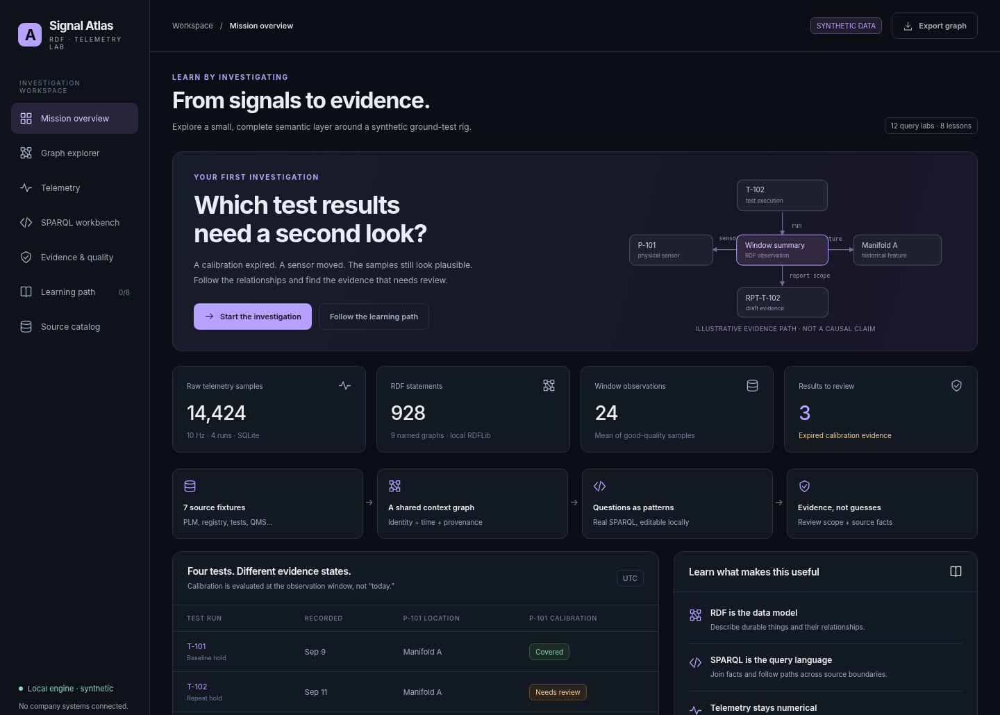 A
Signal Atlas
RDF · TELEMETRY
LAB
INVESTIGATION
WORKSPACE
Mission overview
Graph explorer
Telemetry
SPARQL workbench
Evidence & quality
Learning path 0/8
Source catalog
Local engine · synthetic
No company systems connected.
Workspace / Mission overview
SYNTHETIC DATA
Export graph
LEARN BY INVESTIGATING
From signals to evidence.
Explore a small, complete semantic layer around a synthetic ground-test rig.
12 query labs · 8 lessons
YOUR FIRST INVESTIGATION
Which test results
need a second look?
A calibration expired. A sensor moved. The samples still look plausible.
Follow the relationships and find the evidence that needs review.
Start the investigation
Follow the learning path
T-102
test execution
run
P-101
physical sensor
Window summary
RDF observation
Manifold A
historical feature
report scope
RPT-T-102
draft evidence
ILLUSTRATIVE EVIDENCE PATH · NOT A CAUSAL CLAIM
Raw telemetry samples
14,424
10 Hz · 4 runs · SQLite
RDF statements
928
9 named graphs · local RDFLib
Window observations
24
Mean of good-quality samples
Results to review
3
Expired calibration evidence
7 source fixtures
PLM, registry, tests, QMS...
A shared context graph
Identity + time + provenance
Questions as patterns
Real SPARQL, editable locally
Evidence, not guesses
Review scope + source facts
Four tests. Different evidence states.
Calibration is evaluated at the observation window, not “today.”
UTC
TEST RUN RECORDED P-101 LOCATION P-101 CALIBRATION
T-101
Baseline hold
Sep 9
Manifold A
Covered
T-102
Repeat hold
Sep 11
Manifold A
Needs review
Learn what makes this useful
RDF is the data model
Describe durable things and their relationships.
SPARQL is the query language
Join facts and follow paths across source boundaries.
Telemetry stays numerical